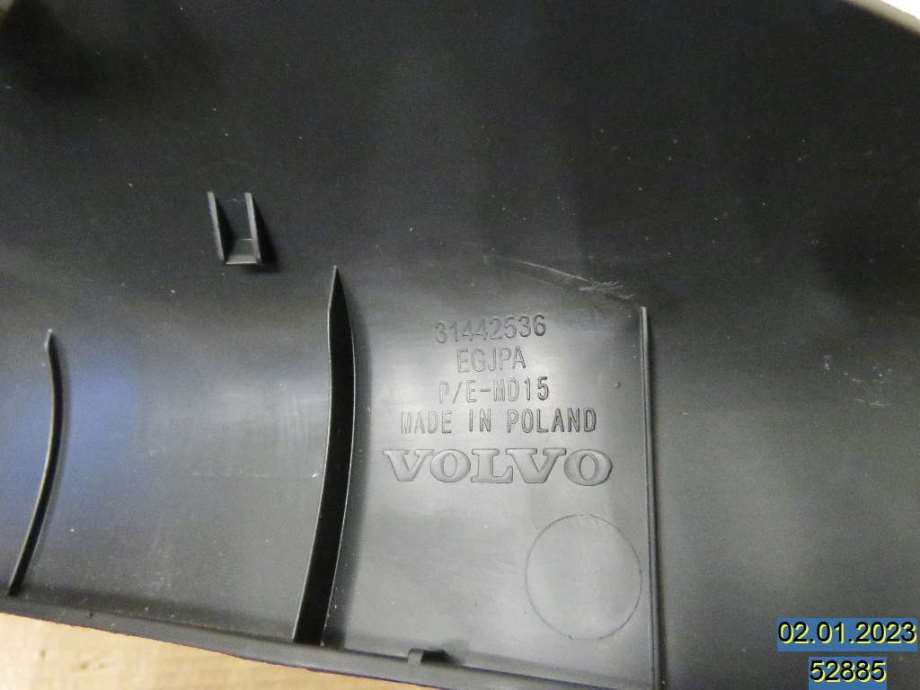 31442536
EGJPA
P/E-MD15
MADE IN POLAND
VOLVO
02.01.2023
52885